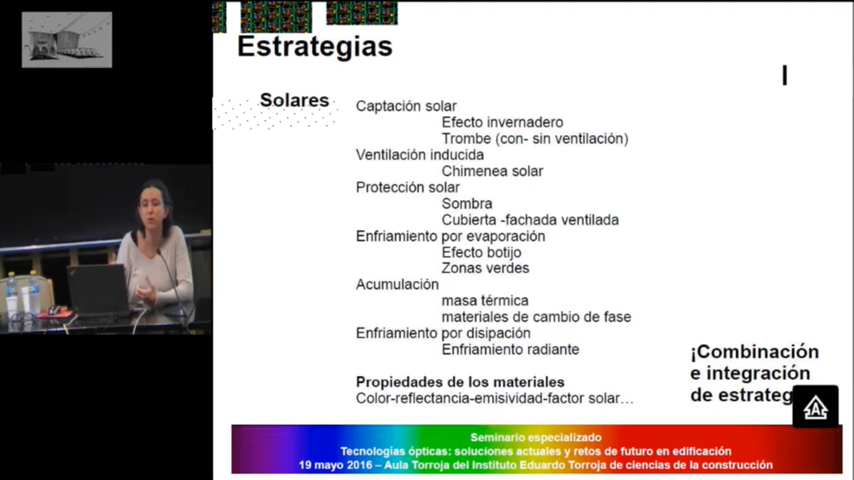 Estrategias
Solares
Captación solar
Efecto invernadero
Trombe (con- sin ventilación)
Ventilación inducida
Chimenea solar
Protección solar
Sombra
Cubierta -fachada ventilada
Enfriamiento por evaporación
Efecto botijo
Zonas verdes
Acumulación
masa térmica
materiales de cambio de fase
Enfriamiento por disipación
Enfriamiento radiante
Propiedades de los materiales
Color-reflectancia-emisividad-factor solar…
¡Combinación
e integración
de
Seminario especializado
Tecnologías ópticas: soluciones actuales y retos de futuro en edificación
19 mayo 2016 – Aula Torroja del Instituto Eduardo Torroja de ciencias de la construcción